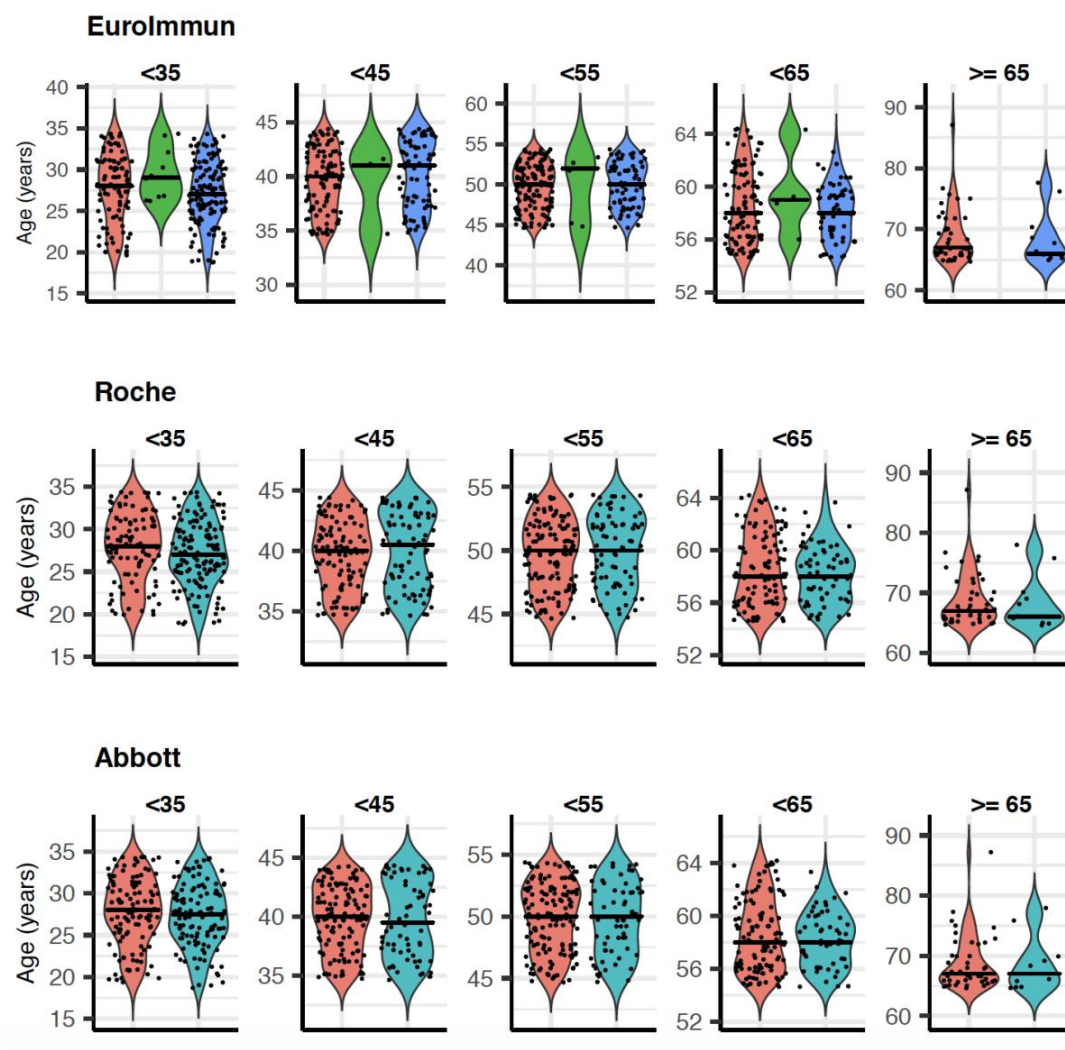 EuroImmun
<35 <45 <55 <65 >= 65
Age (years)
40 35 30 25 20 15
45 40 35 30
60 55 50 45 40
64 60 56 52
90 80 70 60
Roche
<35 <45 <55 <65 >= 65
Age (years)
35 30 25 20 15
45 40 35
55 50 45
64 60 56 52
90 80 70 60
Abbott
<35 <45 <55 <65 >= 65
Age (years)
35 30 25 20 15
45 40 35
55 50 45
64 60 56 52
90 80 70 60